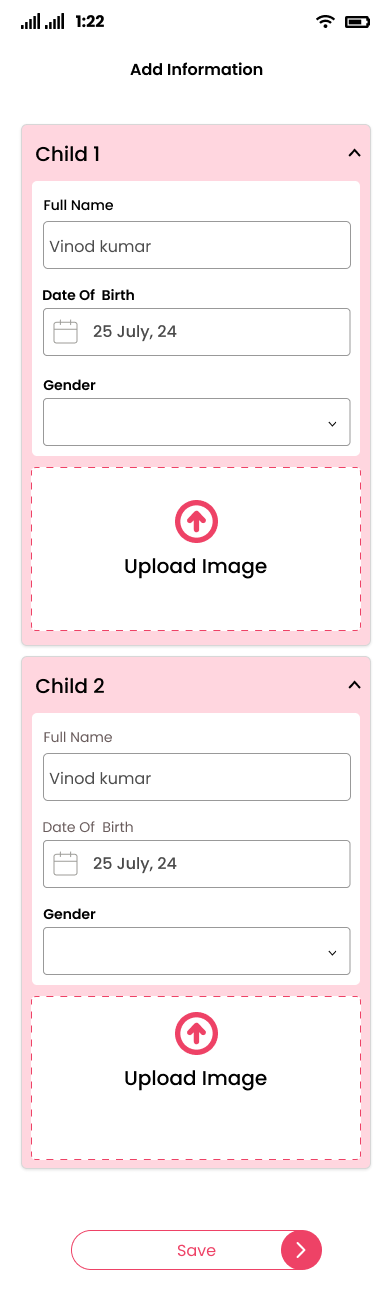 1:22
Add Information
Child 1
Full Name
Vinod kumar
Date Of Birth
25 July, 24
Gender
Upload Image
Child 2
Full Name
Vinod kumar
Date Of Birth
25 July, 24
Gender
Upload Image
Save